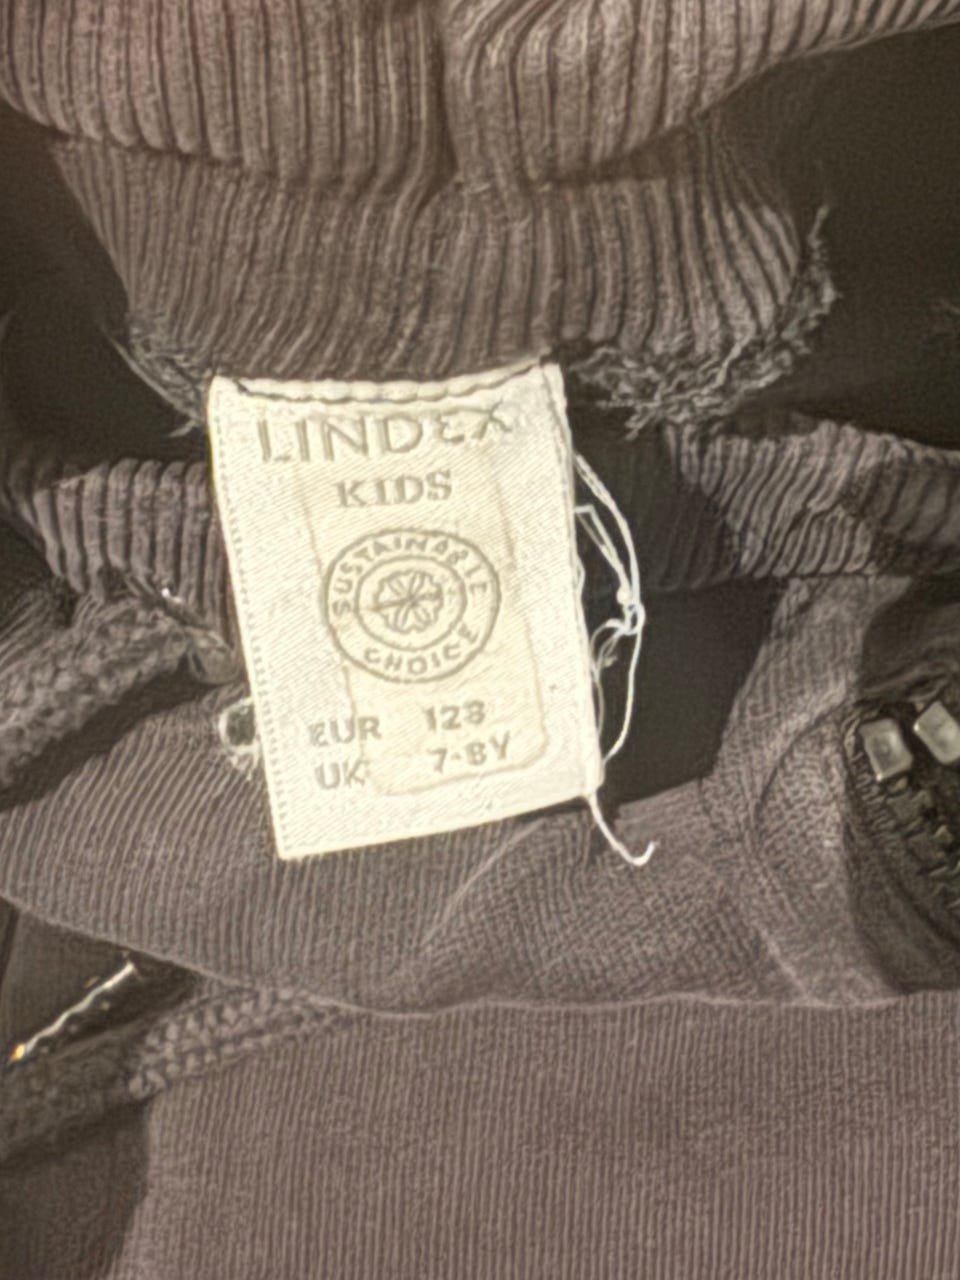 LINDEX
KIDS
SUSTAINABLE
CHOICE
EUR 128
UK 7-8Y